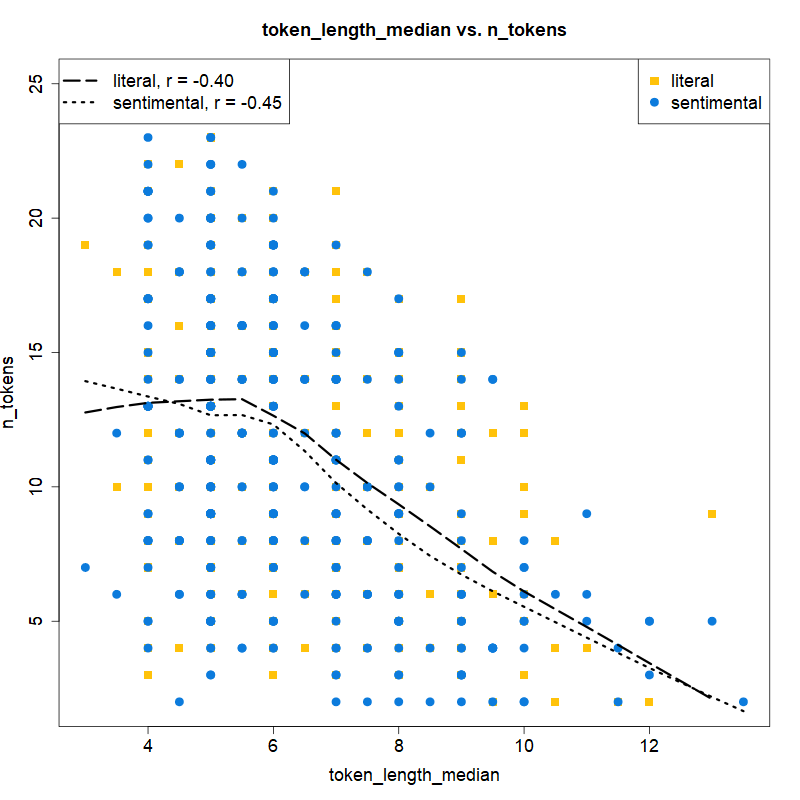 token_length_median vs. n_tokens
literal, r = -0.40
sentimental, r = -0.45
literal
sentimental
n_tokens
25
20
15
10
5
4 6 8 10 12
token_length_median